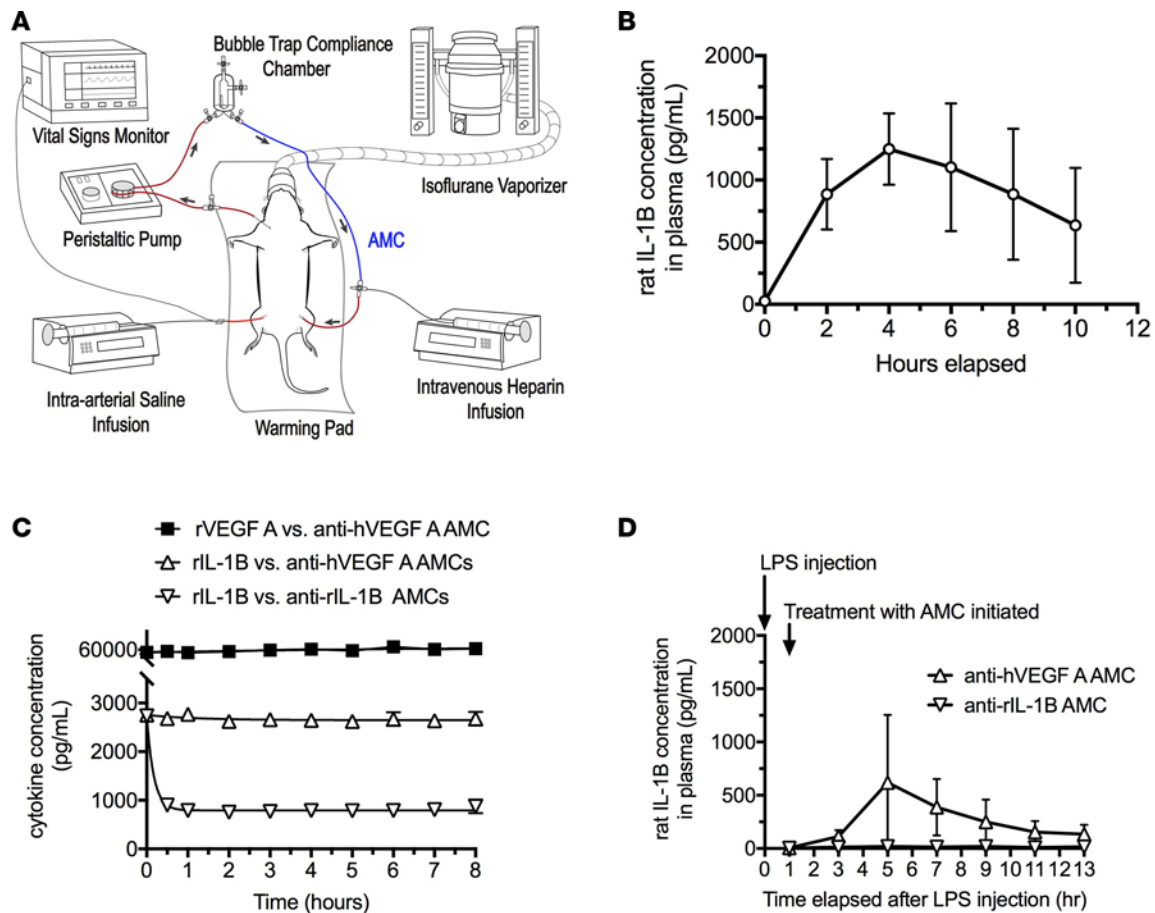 A
Bubble Trap Compliance
Chamber
Vital Signs Monitor
Isoflurane Vaporizer
Peristaltic Pump
AMC
Intra-arterial Saline
Infusion
Intravenous Heparin
Infusion
Warming Pad
B
rat IL-1B concentration
in plasma (pg/mL)
2000
1500
1000
500
0
0 2 4 6 8 10 12
Hours elapsed
C
rVEGF A vs. anti-hVEGF A AMC
rIL-1B vs. anti-hVEGF A AMCs
rIL-1B vs. anti-rIL-1B AMCs
cytokine concentration
(pg/mL)
60000
3000
2000
1000
0
0 1 2 3 4 5 6 7 8
Time (hours)
D
LPS injection
Treatment with AMC initiated
anti-hVEGF A AMC
anti-rIL-1B AMC
rat IL-1B concentration
in plasma (pg/mL)
2000
1500
1000
500
0
0 1 2 3 4 5 6 7 8 9 10 11 12 13
Time elapsed after LPS injection (hr)